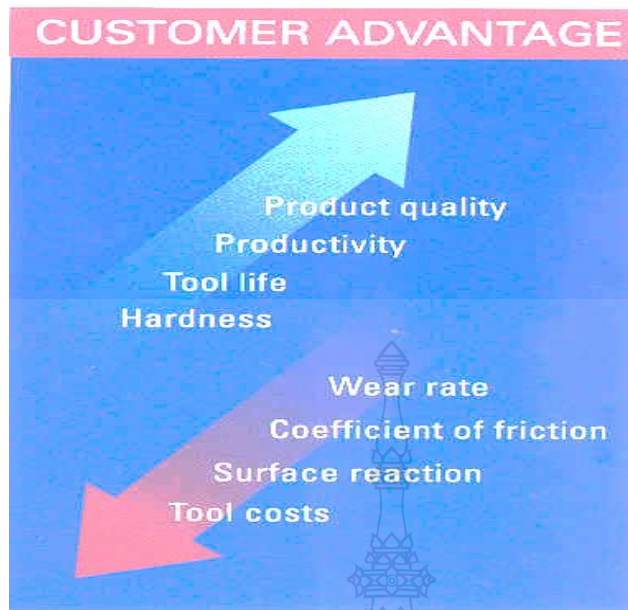 CUSTOMER ADVANTAGE
Product quality
Productivity
Tool life
Hardness
Wear rate
Coefficient of friction
Surface reaction
Tool costs